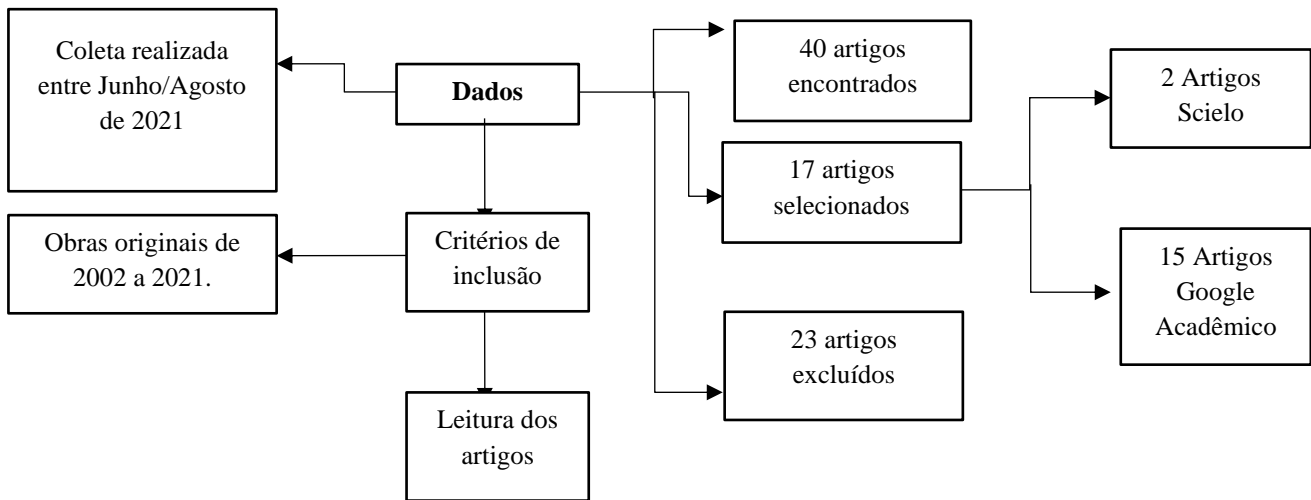 Coleta realizada
entre Junho/Agosto
de 2021
Dados
40 artigos
encontrados
2 Artigos
Scielo
17 artigos
selecionados
Obras originais de
2002 a 2021.
Critérios de
inclusão
15 Artigos
Google
Acadêmico
23 artigos
excluídos
Leitura dos
artigos